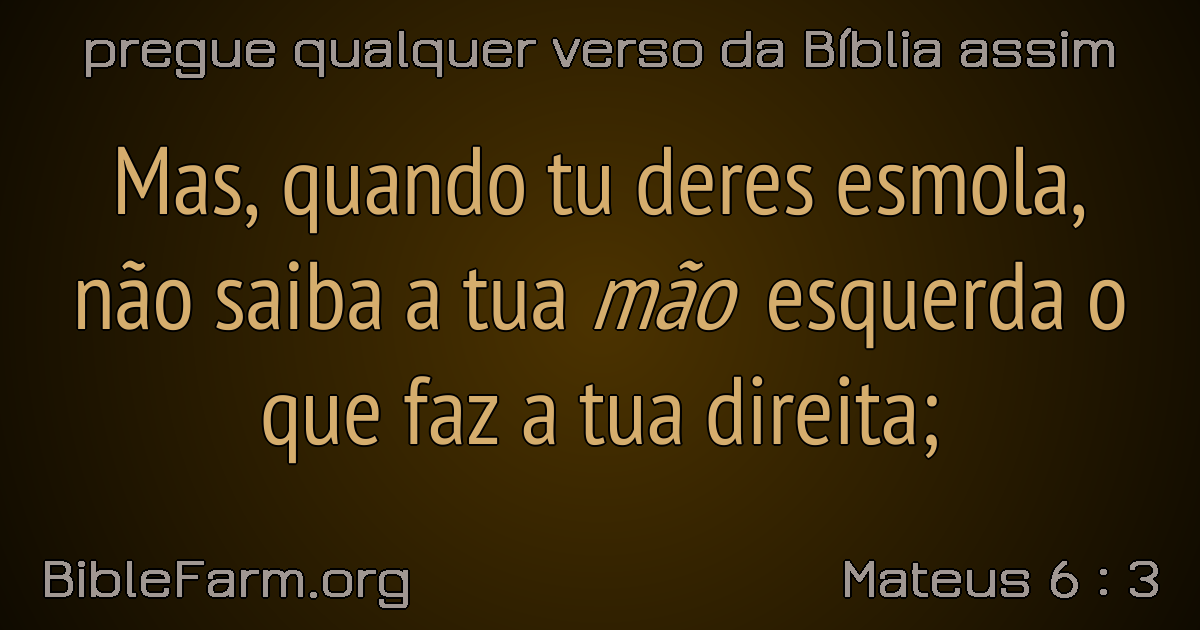 pregue qualquer verso da Bíblia assim
Mas, quando tu deres esmola,
não saiba a tua mão esquerda o
que faz a tua direita;
BibleFarm.org
Mateus 6 : 3